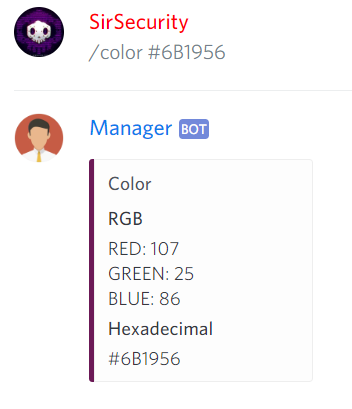 SirSecurity
/color #6B1956
Manager BOT
Color
RGB
RED: 107
GREEN: 25
BLUE: 86
Hexadecimal
#6B1956